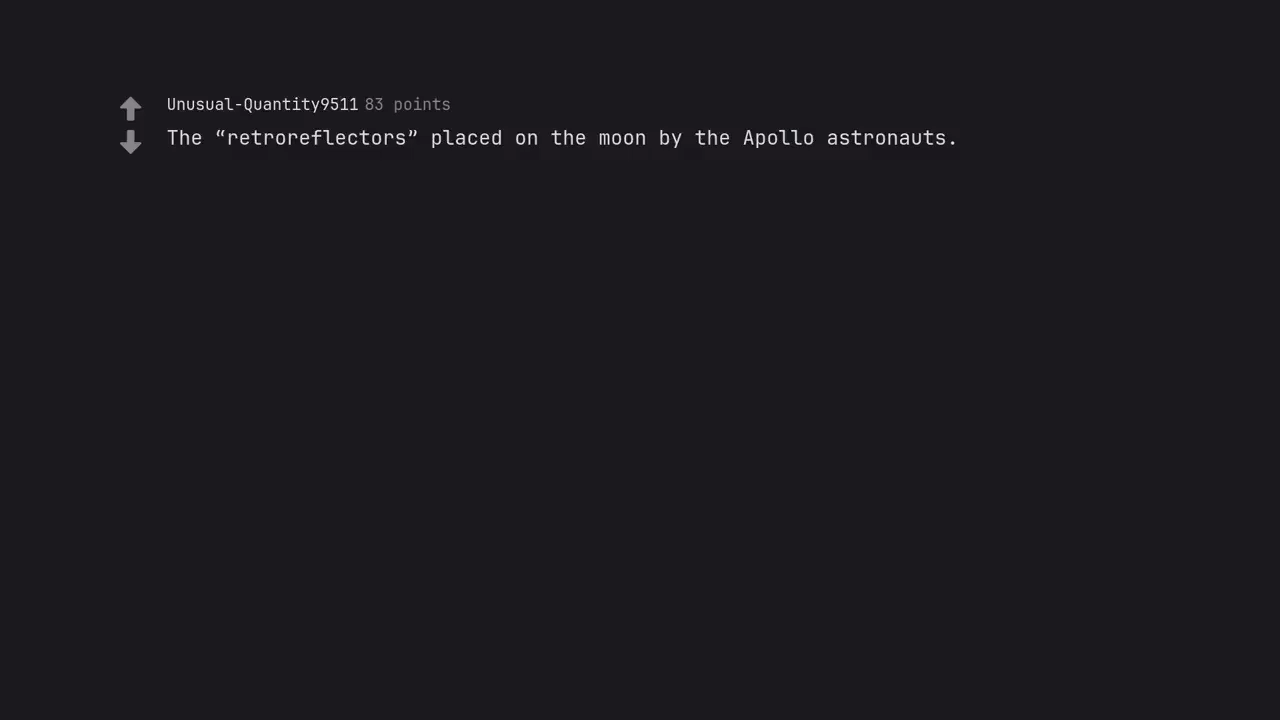 Unusual-Quantity9511 83 points
The “retroreflectors” placed on the moon by the Apollo astronauts.